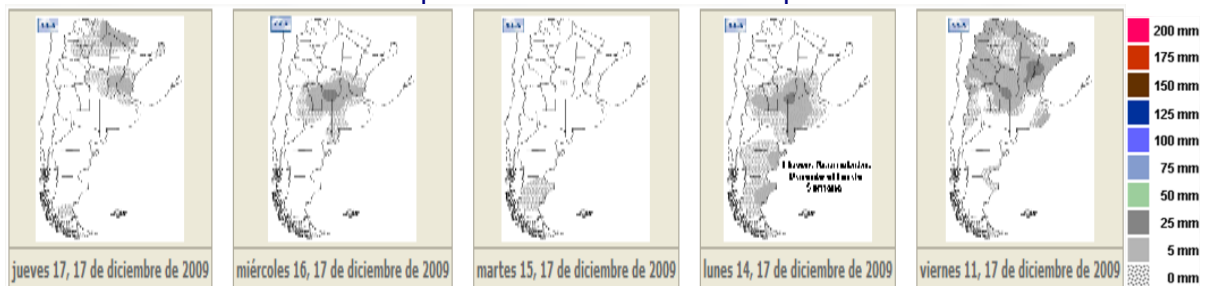 jueves 17, 17 de diciembre de 2009
miércoles 16, 17 de diciembre de 2009
martes 15, 17 de diciembre de 2009
lunes 14, 17 de diciembre de 2009
viernes 11, 17 de diciembre de 2009
200 mm
175 mm
150 mm
125 mm
100 mm
75 mm
50 mm
25 mm
5 mm
0 mm